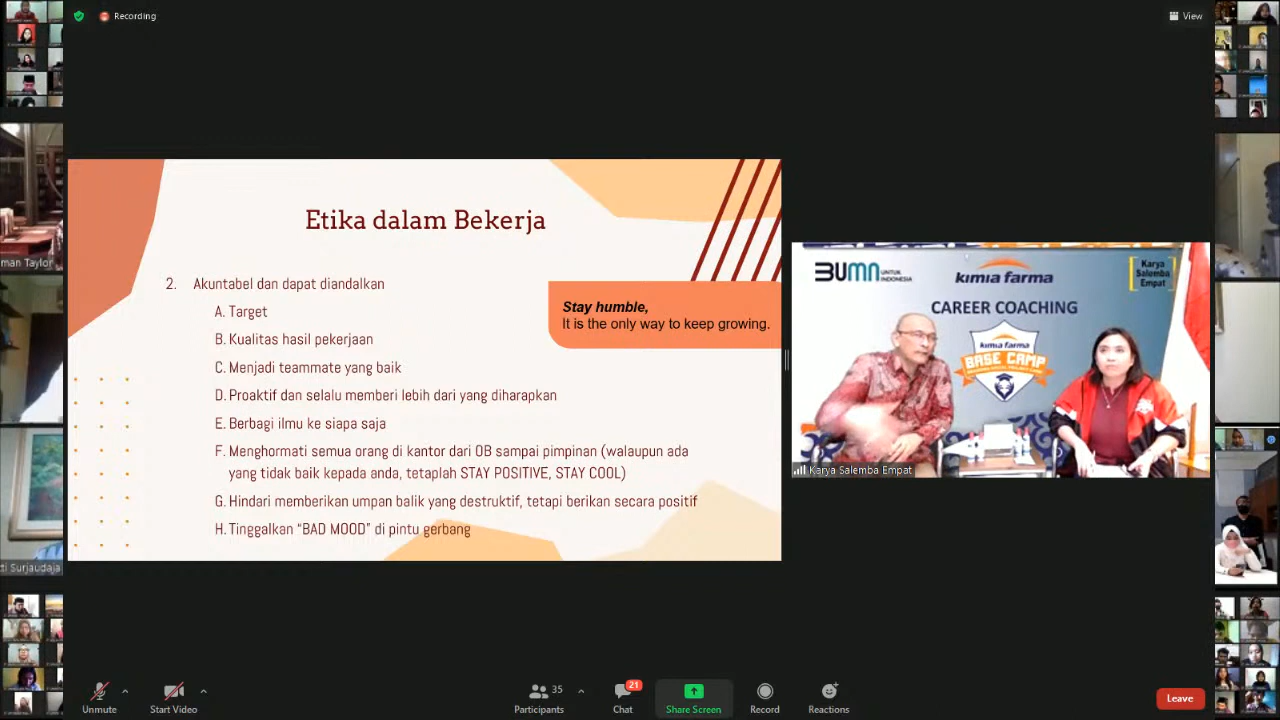 Recording
View
Etika dalam Bekerja
2. Akuntabel dan dapat diandalkan
A. Target
B. Kualitas hasil pekerjaan
C. Menjadi teammate yang baik
D. Proaktif dan selalu memberi lebih dari yang diharapkan
E. Berbagi ilmu ke siapa saja
F. Menghormati semua orang di kantor dari OB sampai pimpinan (walaupun ada
yang tidak baik kepada anda, tetaplah STAY POSITIVE, STAY COOL)
G. Hindari memberikan umpan balik yang destruktif, tetapi berikan secara positif
H. Tinggalkan “BAD MOOD” di pintu gerbang
Stay humble,
It is the only way to keep growing.
BUMN UNTUK
INDONESIA
kimia farma
Karya
Salemba
Empat
CAREER COACHING
kimia farma
BASE CAMP
Karya Salemba Empat
man Taylor
di Surjaudaja
Unmute
Start Video
Participants 35
Chat 21
Share Screen
Record
Reactions
Leave